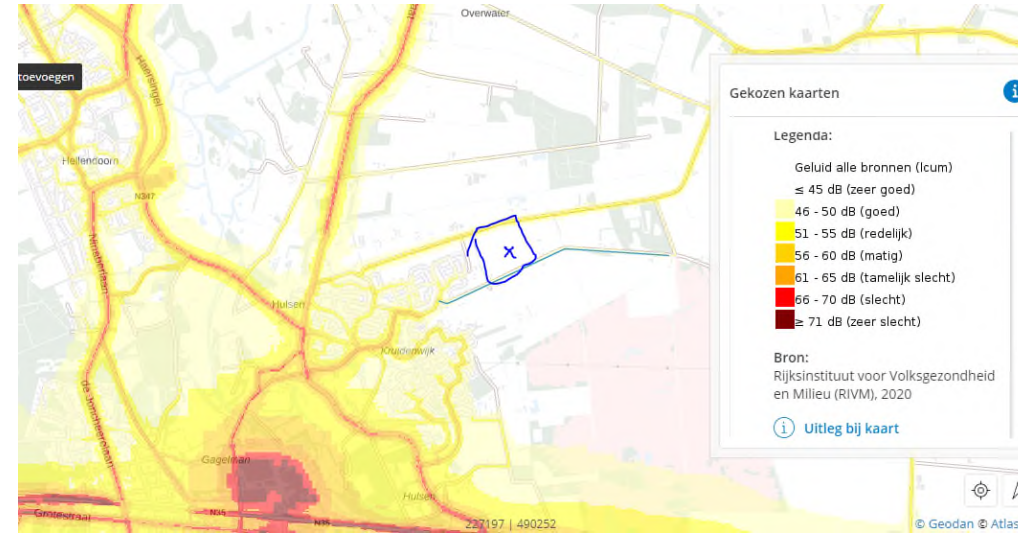 Overwater
toevoegen
Haarsingel
Hellendoorn
N347
Hulsen
Kruidenwijk
de Joncheerelaan
Gagelman
Hulsen
Grotestraat
N35
N35
227197 | 490252
Gekozen kaarten
i
Legenda:
Geluid alle bronnen (lcum)
≤ 45 dB (zeer goed)
46 - 50 dB (goed)
51 - 55 dB (redelijk)
56 - 60 dB (matig)
61 - 65 dB (tamelijk slecht)
66 - 70 dB (slecht)
≥ 71 dB (zeer slecht)
Bron:
Rijksinstituut voor Volksgezondheid
en Milieu (RIVM), 2020
i Uitleg bij kaart
© Geodan © Atlas
x